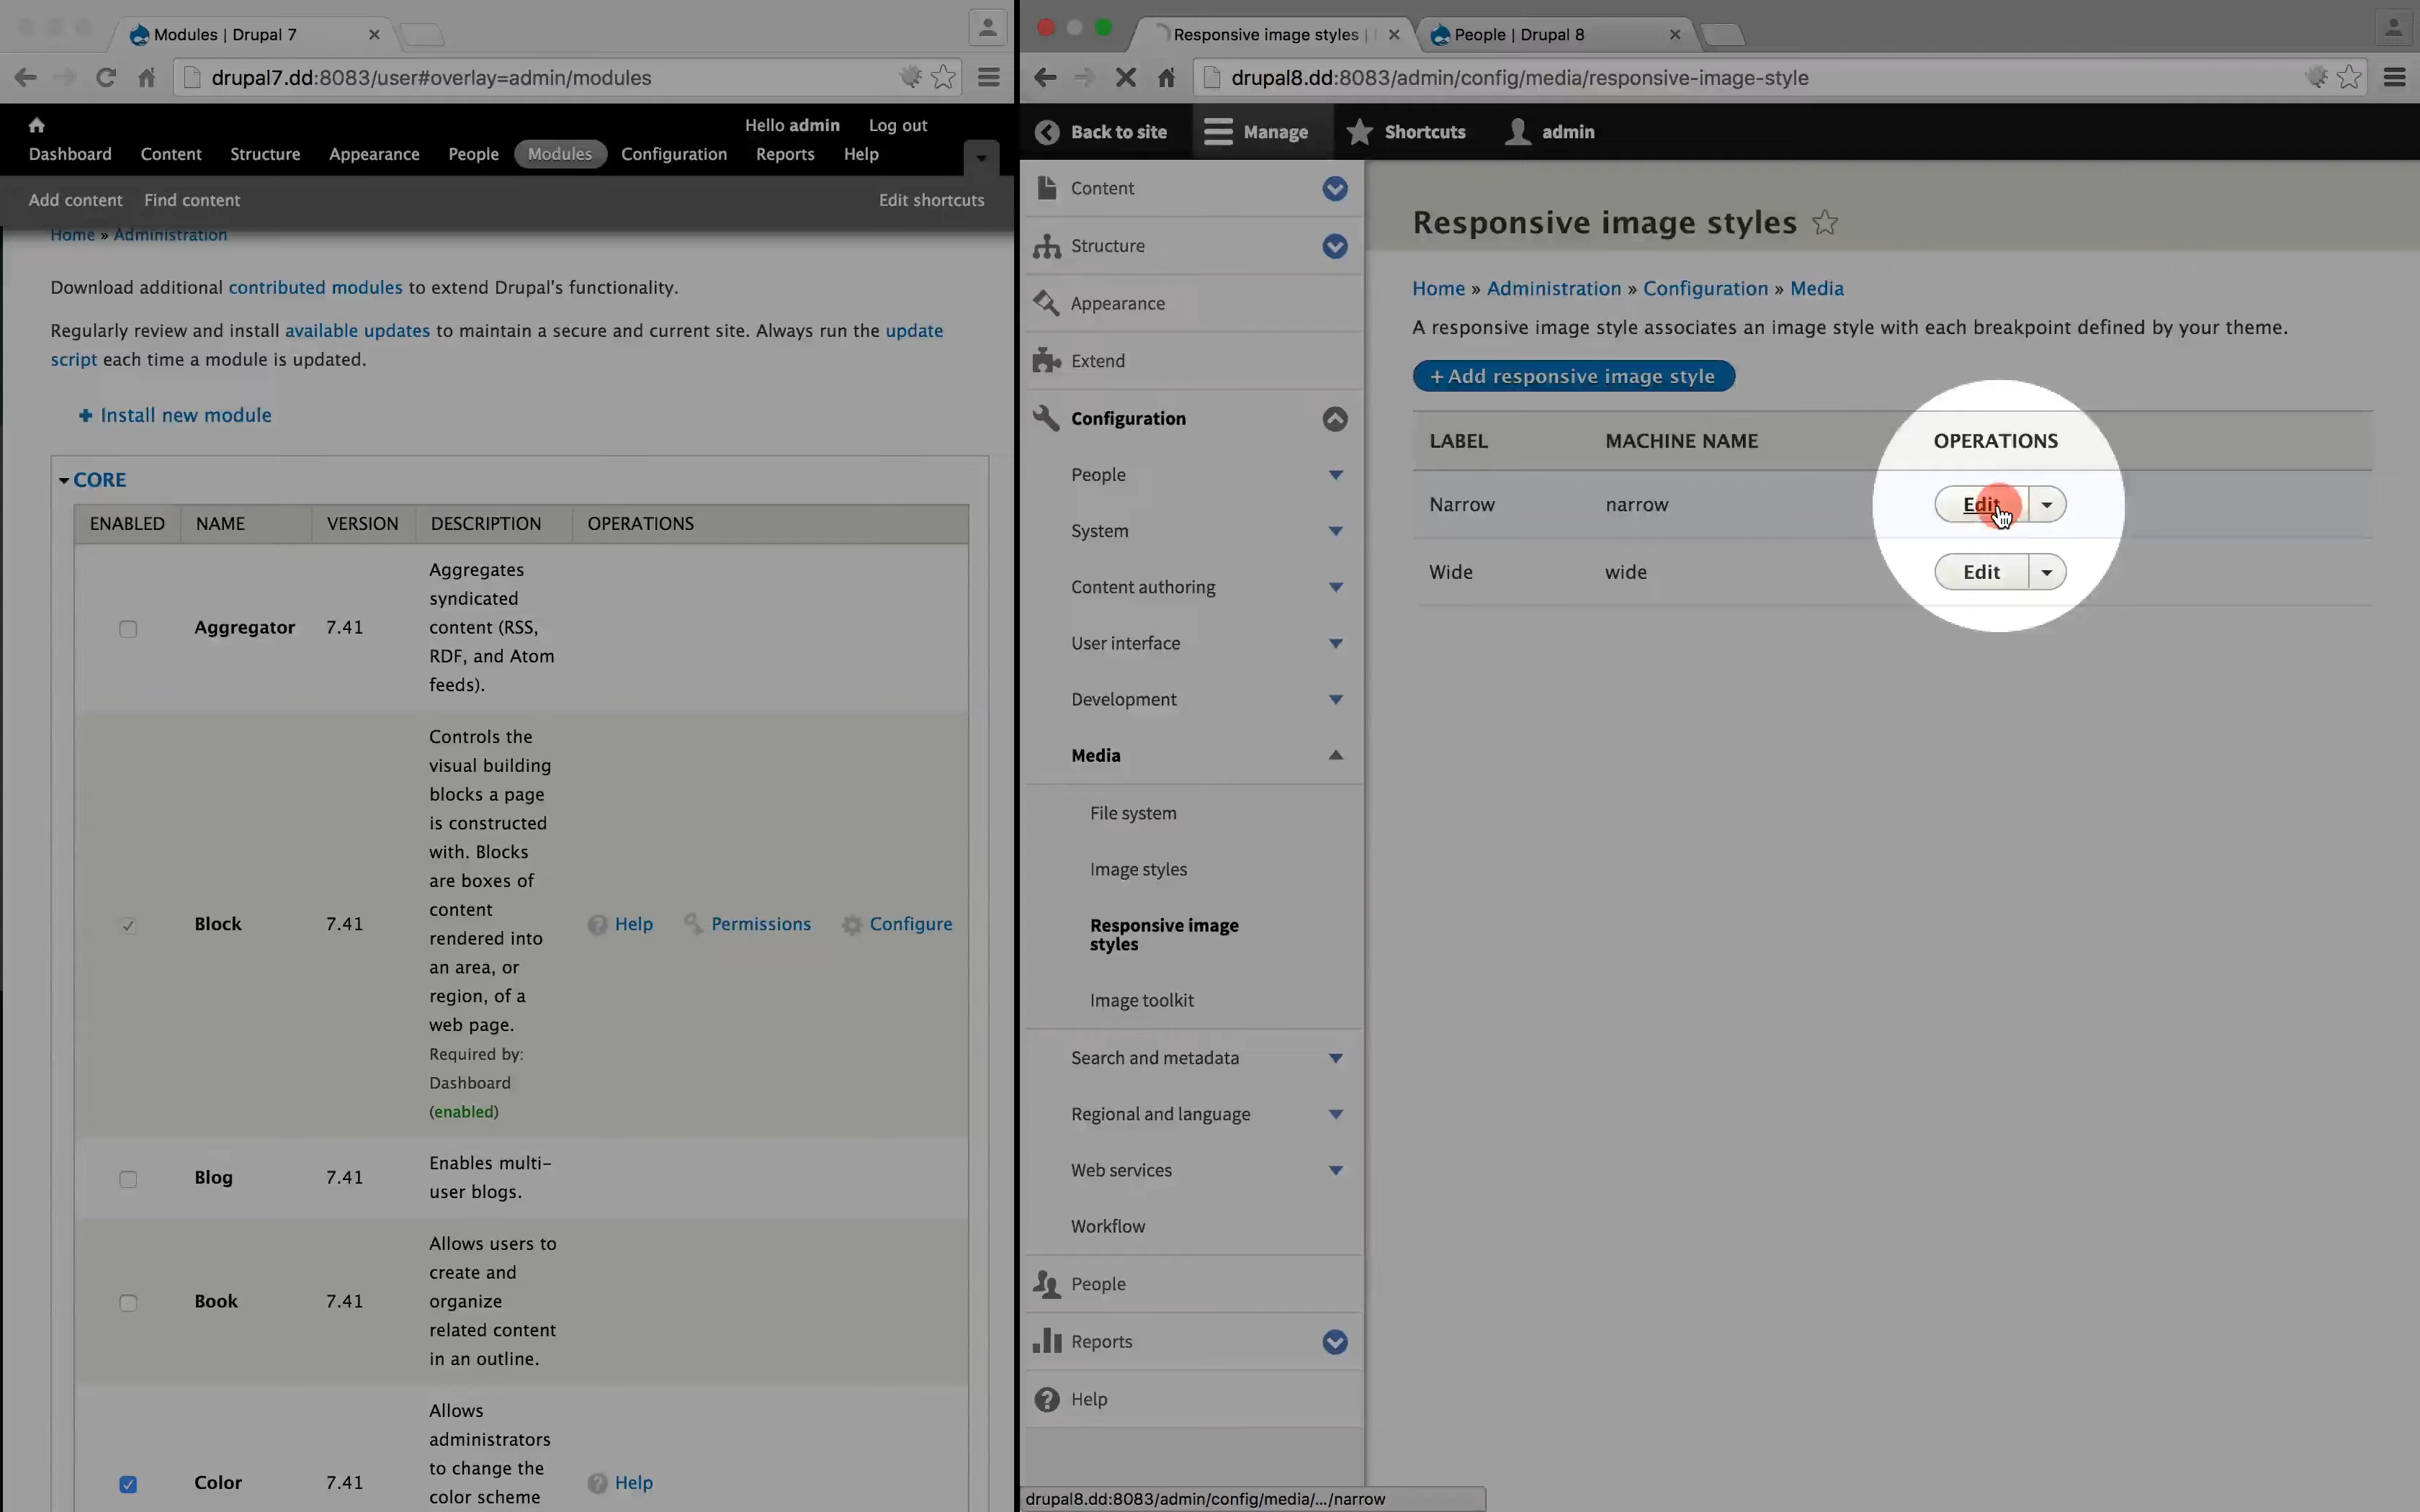 Modules | Drupal 7
drupal7.dd:8083/user#overlay=admin/modules
Hello admin Log out
Dashboard Content Structure Appearance People Modules Configuration Reports Help
Add content Find content Edit shortcuts
Home » Administration
Download additional contributed modules to extend Drupal's functionality.
Regularly review and install available updates to maintain a secure and current site. Always run the update
script each time a module is updated.
+ Install new module
CORE
ENABLED NAME VERSION DESCRIPTION OPERATIONS
Aggregator 7.41
Aggregates
syndicated
content (RSS,
RDF, and Atom
feeds).
Block 7.41
Controls the
visual building
blocks a page
is constructed
with. Blocks
are boxes of
content
rendered into
an area, or
region, of a
web page.
Required by:
Dashboard
(enabled)
Help Permissions Configure
Blog 7.41
Enables multi-
user blogs.
Book 7.41
Allows users to
create and
organize
related content
in an outline.
Color 7.41
Allows
administrators
to change the
color scheme
Help
Responsive image styles |
People | Drupal 8
drupal8.dd:8083/admin/config/media/responsive-image-style
Back to site Manage Shortcuts admin
Content
Structure
Appearance
Extend
Configuration
People
System
Content authoring
User interface
Development
Media
File system
Image styles
Responsive image
styles
Image toolkit
Search and metadata
Regional and language
Web services
Workflow
People
Reports
Help
Responsive image styles
Home » Administration » Configuration » Media
A responsive image style associates an image style with each breakpoint defined by your theme.
+ Add responsive image style
LABEL MACHINE NAME OPERATIONS
Narrow narrow Edit
Wide wide Edit
drupal8.dd:8083/admin/config/media/.../narrow